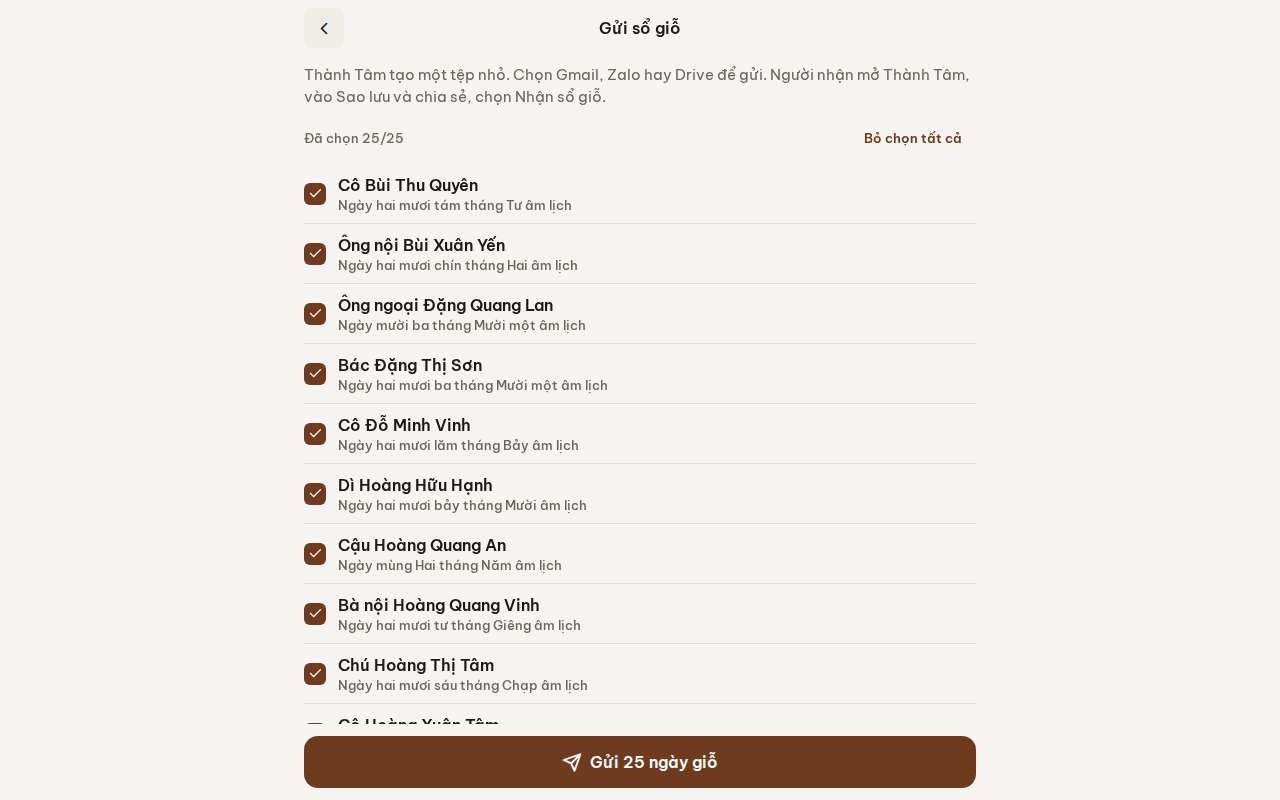 Gửi sổ giỗ
Thành Tâm tạo một tệp nhỏ. Chọn Gmail, Zalo hay Drive để gửi. Người nhận mở Thành Tâm,
vào Sao lưu và chia sẻ, chọn Nhận sổ giỗ.
Đã chọn 25/25
Bỏ chọn tất cả
Cô Bùi Thu Quyên
Ngày hai mươi tám tháng Tư âm lịch
Ông nội Bùi Xuân Yến
Ngày hai mươi chín tháng Hai âm lịch
Ông ngoại Đặng Quang Lan
Ngày mười ba tháng Mười một âm lịch
Bác Đặng Thị Sơn
Ngày hai mươi ba tháng Mười một âm lịch
Cô Đỗ Minh Vinh
Ngày hai mươi lăm tháng Bảy âm lịch
Dì Hoàng Hữu Hạnh
Ngày hai mươi bảy tháng Mười âm lịch
Cậu Hoàng Quang An
Ngày mùng Hai tháng Năm âm lịch
Bà nội Hoàng Quang Vinh
Ngày hai mươi tư tháng Giêng âm lịch
Chú Hoàng Thị Tâm
Ngày hai mươi sáu tháng Chạp âm lịch
Cô Hoàng Xuân Tâm
Gửi 25 ngày giỗ